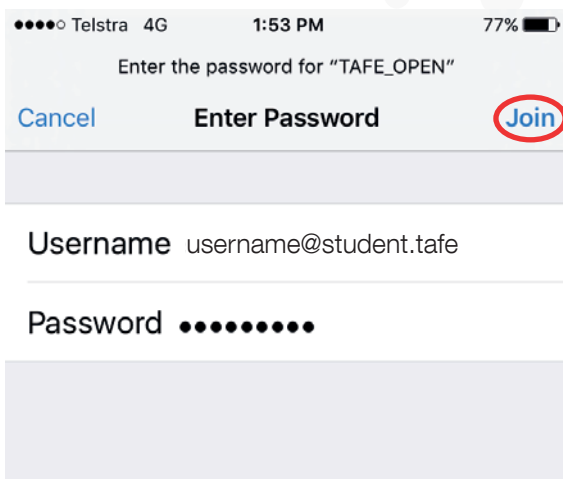 Telstra 4G 1:53 PM 77%
Enter the password for “TAFE_OPEN”
Cancel Enter Password Join
Username username@student.tafe
Password •••••••••